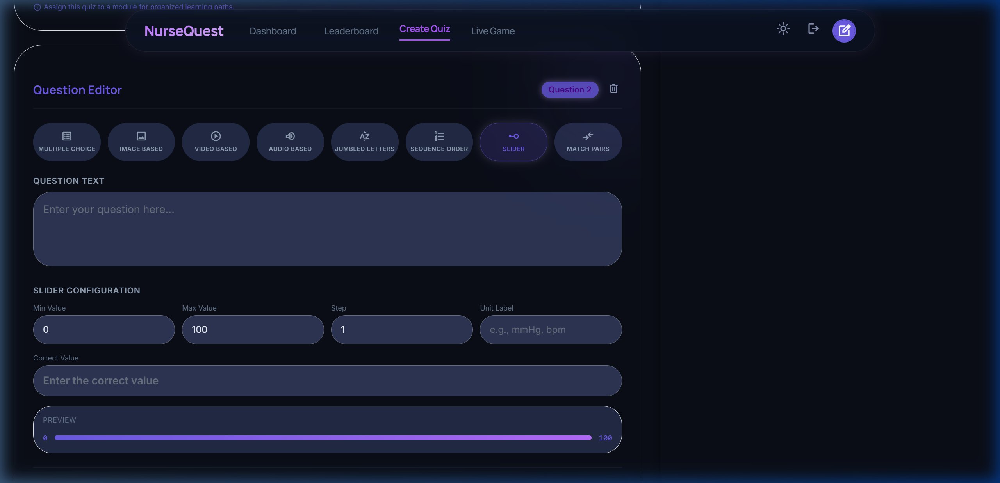 Assign this quiz to a module for organized learning paths.
NurseQuest
Dashboard
Leaderboard
Create Quiz
Live Game
Question Editor
Question 2
MULTIPLE CHOICE
IMAGE BASED
VIDEO BASED
AUDIO BASED
JUMBLED LETTERS
SEQUENCE ORDER
SLIDER
MATCH PAIRS
QUESTION TEXT
Enter your question here...
SLIDER CONFIGURATION
Min Value
Max Value
Step
Unit Label
0
100
1
e.g., mmHg, bpm
Correct Value
Enter the correct value
PREVIEW
0
100